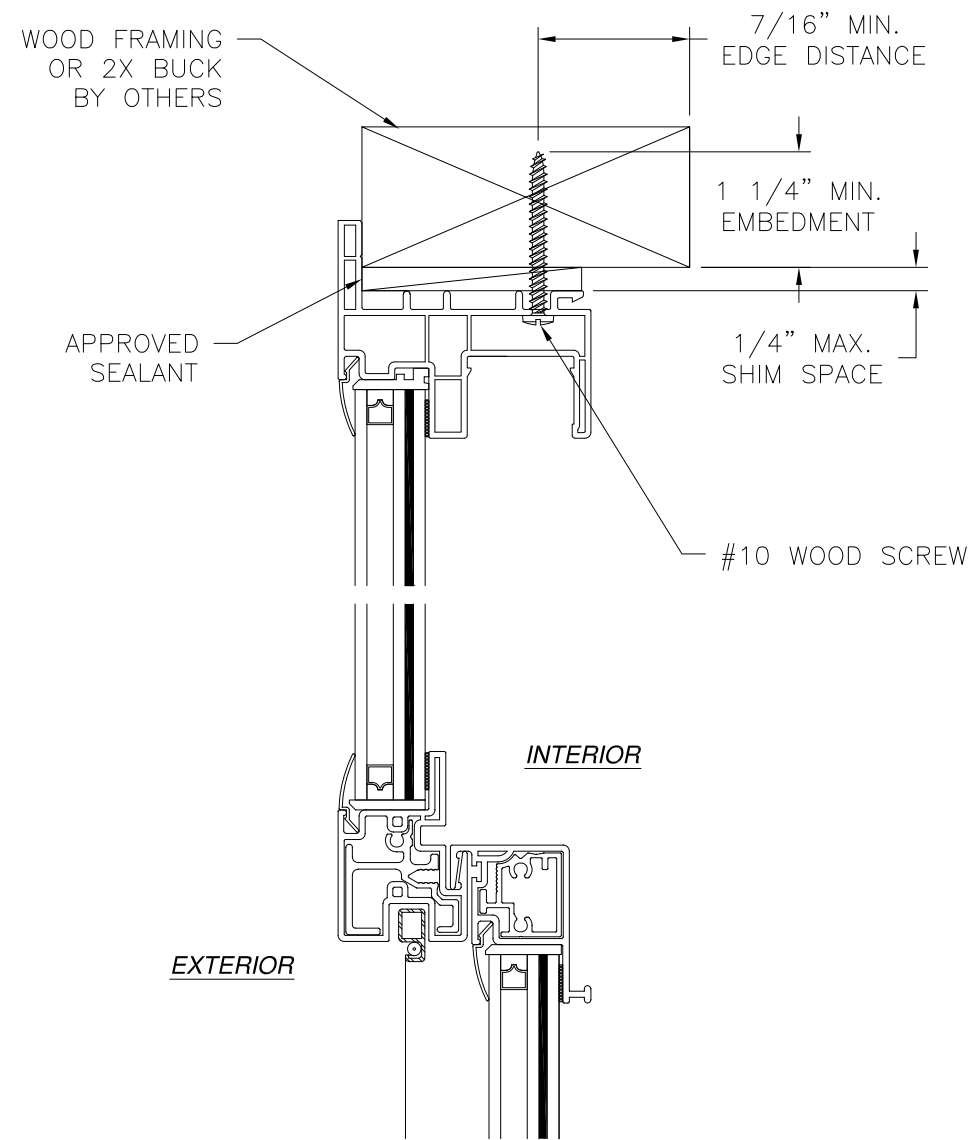 WOOD FRAMING
OR 2X BUCK
BY OTHERS
7/16” MIN.
EDGE DISTANCE
1 1/4” MIN.
EMBEDMENT
APPROVED
SEALANT
1/4” MAX.
SHIM SPACE
#10 WOOD SCREW
INTERIOR
EXTERIOR